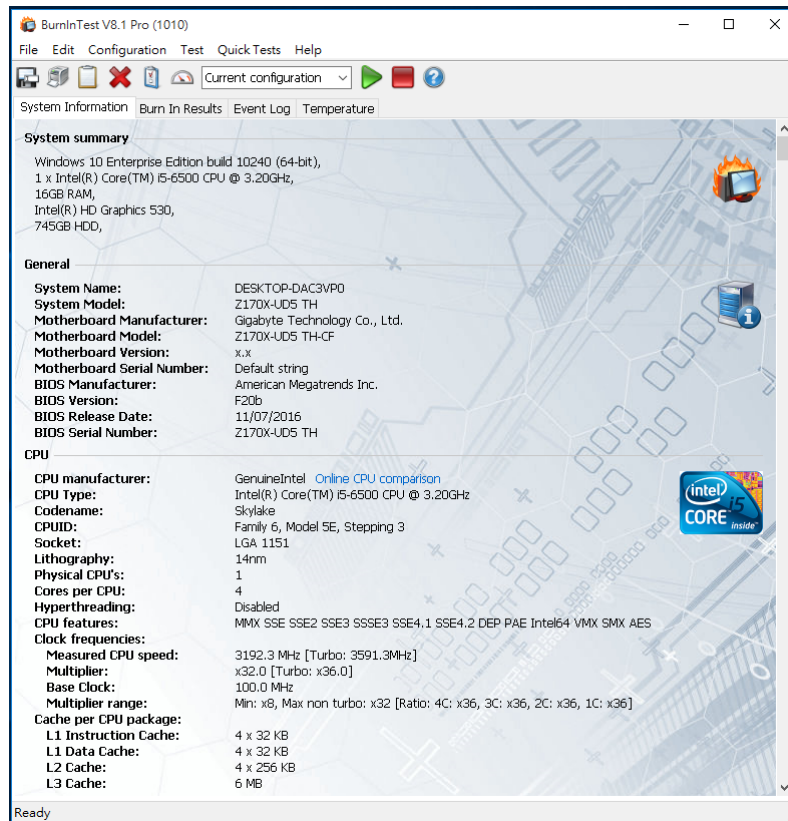 BurnInTest V8.1 Pro (1010)
File Edit Configuration Test Quick Tests Help
Current configuration
System Information Burn In Results Event Log Temperature
System summary
Windows 10 Enterprise Edition build 10240 (64-bit),
1 x Intel(R) Core(TM) i5-6500 CPU @ 3.20GHz,
16GB RAM,
Intel(R) HD Graphics 530,
745GB HDD,
General
System Name: DESKTOP-DAC3VP0
System Model: Z170X-UD5 TH
Motherboard Manufacturer: Gigabyte Technology Co., Ltd.
Motherboard Model: Z170X-UD5 TH-CF
Motherboard Version: x.x
Motherboard Serial Number: Default string
BIOS Manufacturer: American Megatrends Inc.
BIOS Version: F20b
BIOS Release Date: 11/07/2016
BIOS Serial Number: Z170X-UD5 TH
CPU
CPU manufacturer: GenuineIntel Online CPU comparison
CPU Type: Intel(R) Core(TM) i5-6500 CPU @ 3.20GHz
Codename: Skylake
CPUID: Family 6, Model 5E, Stepping 3
Socket: LGA 1151
Lithography: 14nm
Physical CPU's: 1
Cores per CPU: 4
Hyperthreading: Disabled
CPU features: MMX SSE SSE2 SSE3 SSSE3 SSE4.1 SSE4.2 DEP PAE Intel64 VMX SMX AES
Clock frequencies:
Measured CPU speed: 3192.3 MHz [Turbo: 3591.3MHz]
Multiplier: x32.0 [Turbo: x36.0]
Base Clock: 100.0 MHz
Multiplier range: Min: x8, Max non turbo: x32 [Ratio: 4C: x36, 3C: x36, 2C: x36, 1C: x36]
Cache per CPU package:
L1 Instruction Cache: 4 x 32 KB
L1 Data Cache: 4 x 32 KB
L2 Cache: 4 x 256 KB
L3 Cache: 6 MB
intel
CORE i5
inside
Ready